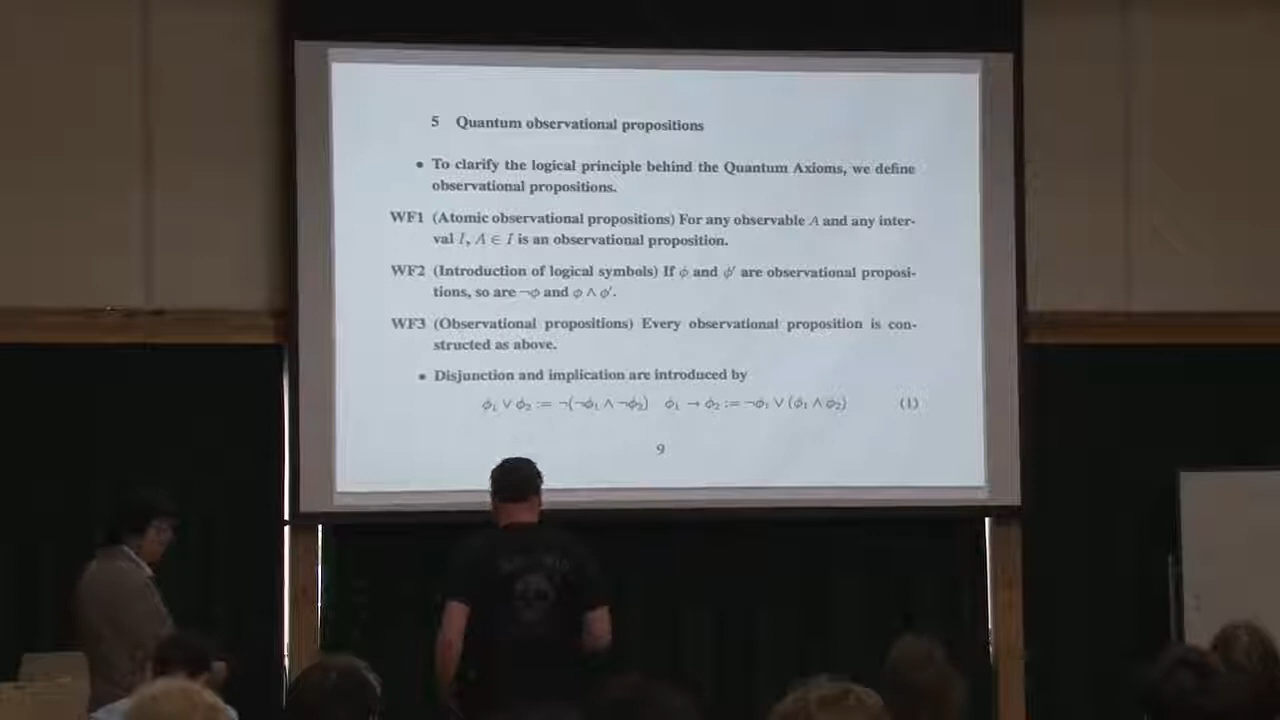 5 Quantum observational propositions
• To clarify the logical principle behind the Quantum Axioms, we define
observational propositions.
WF1 (Atomic observational propositions) For any observable A and any inter-
val I, A ∈ I is an observational proposition.
WF2 (Introduction of logical symbols) If ϕ and ϕ′ are observational proposi-
tions, so are ¬ϕ and ϕ ∧ ϕ′.
WF3 (Observational propositions) Every observational proposition is con-
structed as above.
• Disjunction and implication are introduced by
ϕ₁ ∨ ϕ₂ := ¬(¬ϕ₁ ∧ ¬ϕ₂) ϕ₁ → ϕ₂ := ¬ϕ₁ ∨ (ϕ₁ ∧ ϕ₂) (1)
9